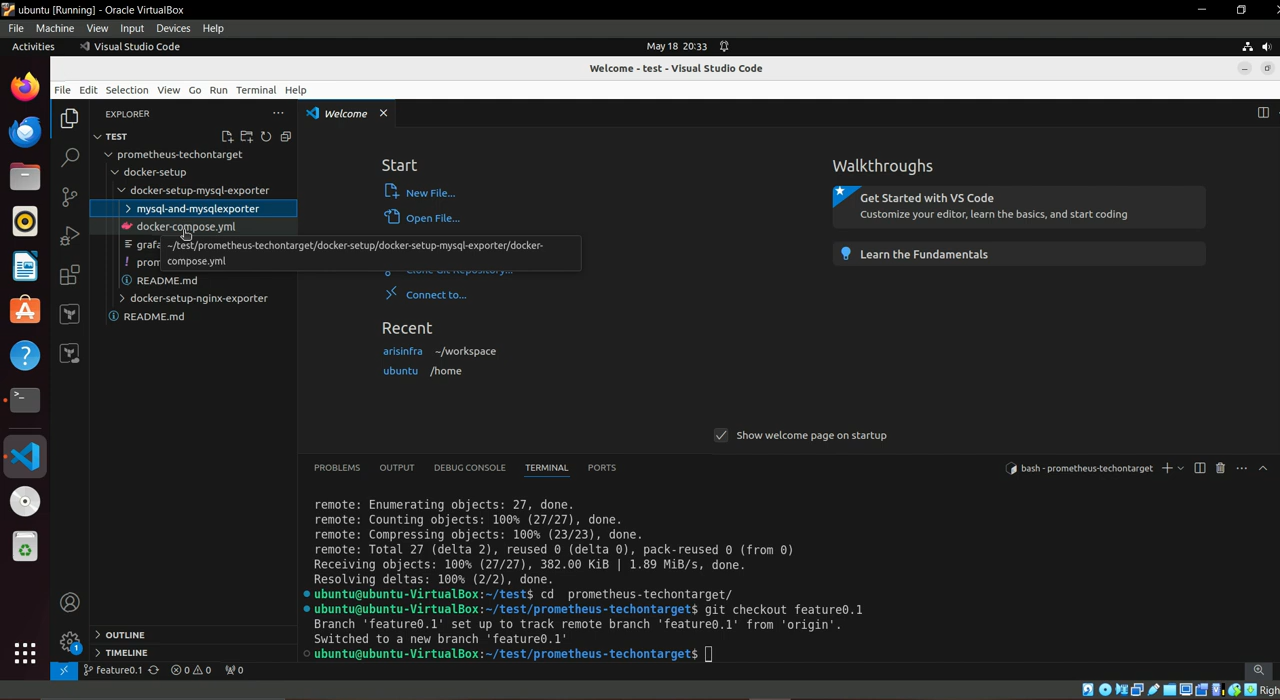 ubuntu [Running] - Oracle VirtualBox
File Machine View Input Devices Help
Activities Visual Studio Code May 18 20:33
Welcome - test - Visual Studio Code
File Edit Selection View Go Run Terminal Help
EXPLORER
TEST
prometheus-techontarget
docker-setup
docker-setup-mysql-exporter
mysql-and-mysqlexporter
docker-compose.yml
grafa
prom
README.md
docker-setup-nginx-exporter
README.md
~/test/prometheus-techontarget/docker-setup/docker-setup-mysql-exporter/docker-
compose.yml
OUTLINE
TIMELINE
Welcome
Start
New File...
Open File...
Connect to...
Recent
arisinfra ~/workspace
ubuntu /home
Walkthroughs
Get Started with VS Code
Customize your editor, learn the basics, and start coding
Learn the Fundamentals
Show welcome page on startup
PROBLEMS OUTPUT DEBUG CONSOLE TERMINAL PORTS
bash - prometheus-techontarget
remote: Enumerating objects: 27, done.
remote: Counting objects: 100% (27/27), done.
remote: Compressing objects: 100% (23/23), done.
remote: Total 27 (delta 2), reused 0 (delta 0), pack-reused 0 (from 0)
Receiving objects: 100% (27/27), 382.00 KiB | 1.89 MiB/s, done.
Resolving deltas: 100% (2/2), done.
ubuntu@ubuntu-VirtualBox:~/test$ cd  prometheus-techontarget/
ubuntu@ubuntu-VirtualBox:~/test/prometheus-techontarget$ git checkout feature0.1
Branch 'feature0.1' set up to track remote branch 'feature0.1' from 'origin'.
Switched to a new branch 'feature0.1'
ubuntu@ubuntu-VirtualBox:~/test/prometheus-techontarget$
1
feature0.1 0 0 0
Righ